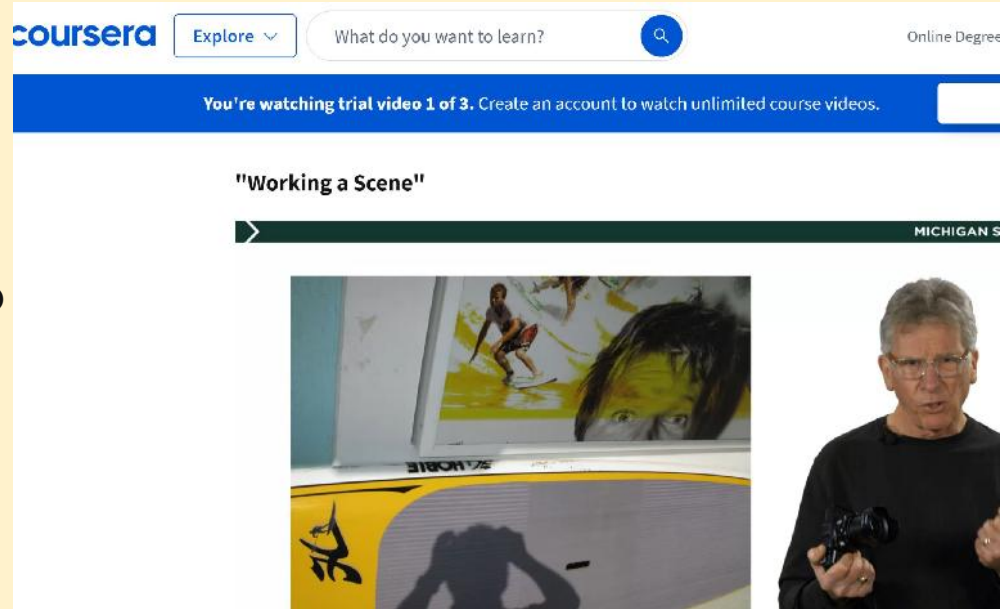 coursera
Explore
What do you want to learn?
Online Degree
You're watching trial video 1 of 3. Create an account to watch unlimited course videos.
"Working a Scene"
MICHIGAN S